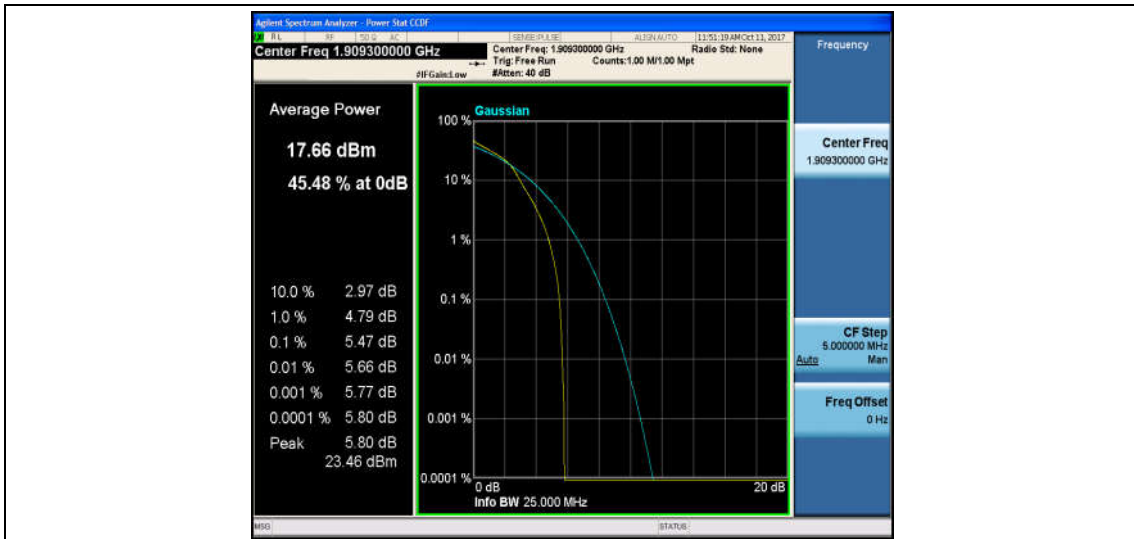 Agilent Spectrum Analyzer - Power Stat CCDF
RL RF 50 Ω AC SENSE:PULSE ALIGN AUTO 11:51:19 AM Oct 11, 2017
Center Freq 1.909300000 GHz
Center Freq: 1.909300000 GHz Radio Std: None
Trig: Free Run Counts:1.00 M/1.00 Mpt
#IFGain:Low #Atten: 40 dB
Frequency
Average Power
17.66 dBm
45.48 % at 0dB
10.0 % 2.97 dB
1.0 % 4.79 dB
0.1 % 5.47 dB
0.01 % 5.66 dB
0.001 % 5.77 dB
0.0001 % 5.80 dB
Peak 5.80 dB
23.46 dBm
Gaussian
100 %
10 %
1 %
0.1 %
0.01 %
0.001 %
0.0001 %
0 dB 20 dB
Info BW 25.000 MHz
Center Freq
1.909300000 GHz
CF Step
5.000000 MHz
Auto Man
Freq Offset
0 Hz
MSG STATUS